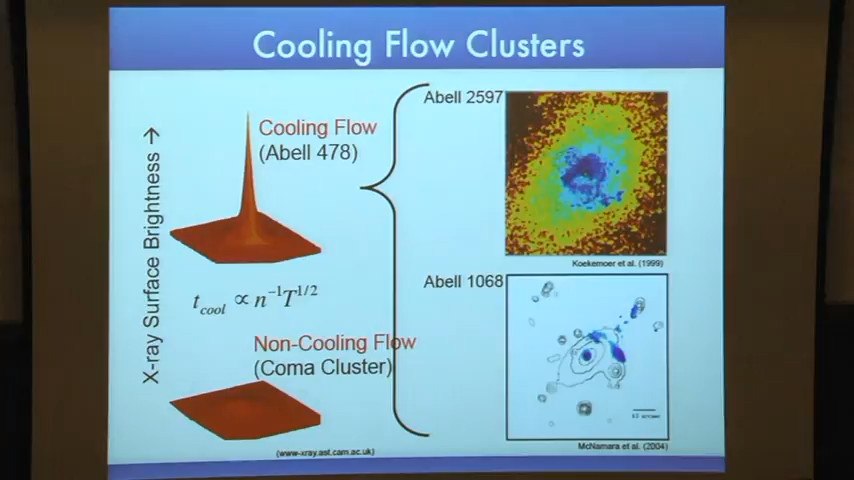 Cooling Flow Clusters
X-ray Surface Brightness →
Cooling Flow
(Abell 478)
t_cool ∝ n⁻¹T^1/2
Non-Cooling Flow
(Coma Cluster)
(www-xray.ast.cam.ac.uk)
Abell 2597
Koekemoer et al. (1999)
Abell 1068
McNamara et al. (2004)